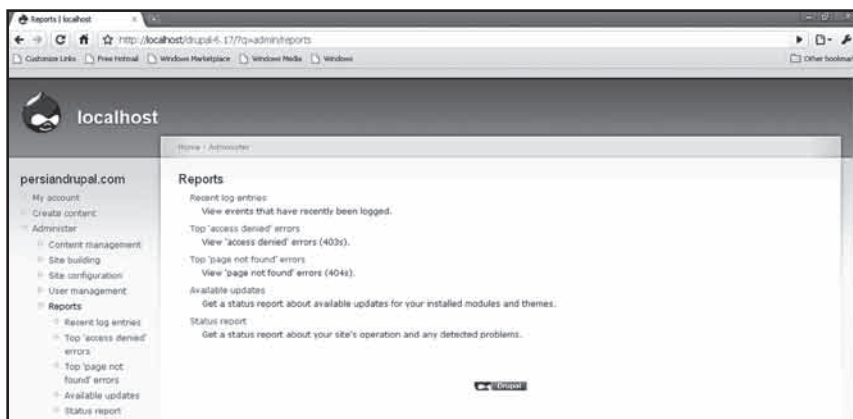 Reports | localhost
http://localhost/drupal-6.17/?q=admin/reports
Customize Links Free Hotmail Windows Marketplace Windows Media Windows Other bookmar
localhost
Home › Administer
persiandrupal.com
My account
Create content
Administer
Content management
Site building
Site configuration
User management
Reports
Recent log entries
Top 'access denied' errors
Top 'page not found' errors
Available updates
Status report
Reports
Recent log entries
View events that have recently been logged.
Top 'access denied' errors
View 'access denied' errors (403s).
Top 'page not found' errors
View 'page not found' errors (404s).
Available updates
Get a status report about available updates for your installed modules and themes.
Status report
Get a status report about your site's operation and any detected problems.
Drupal